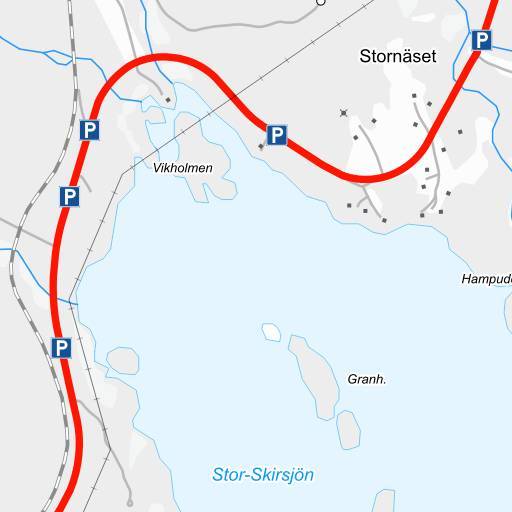 P
Stornäset
P
P
Vikholmen
P
Hampud
Granh.
P
Stor-Skirsjön